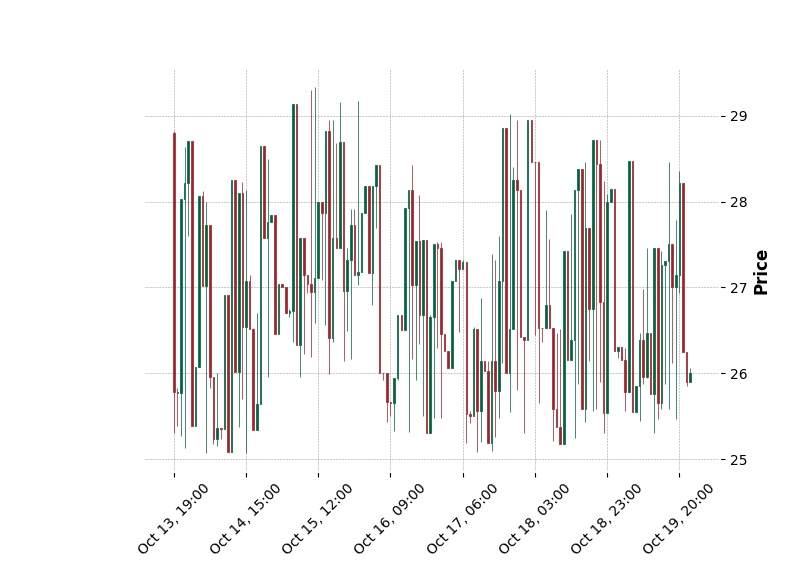 29
28
27
26
25
Price
Oct 13, 19:00
Oct 14, 15:00
Oct 15, 12:00
Oct 16, 09:00
Oct 17, 06:00
Oct 18, 03:00
Oct 18, 23:00
Oct 19, 20:00